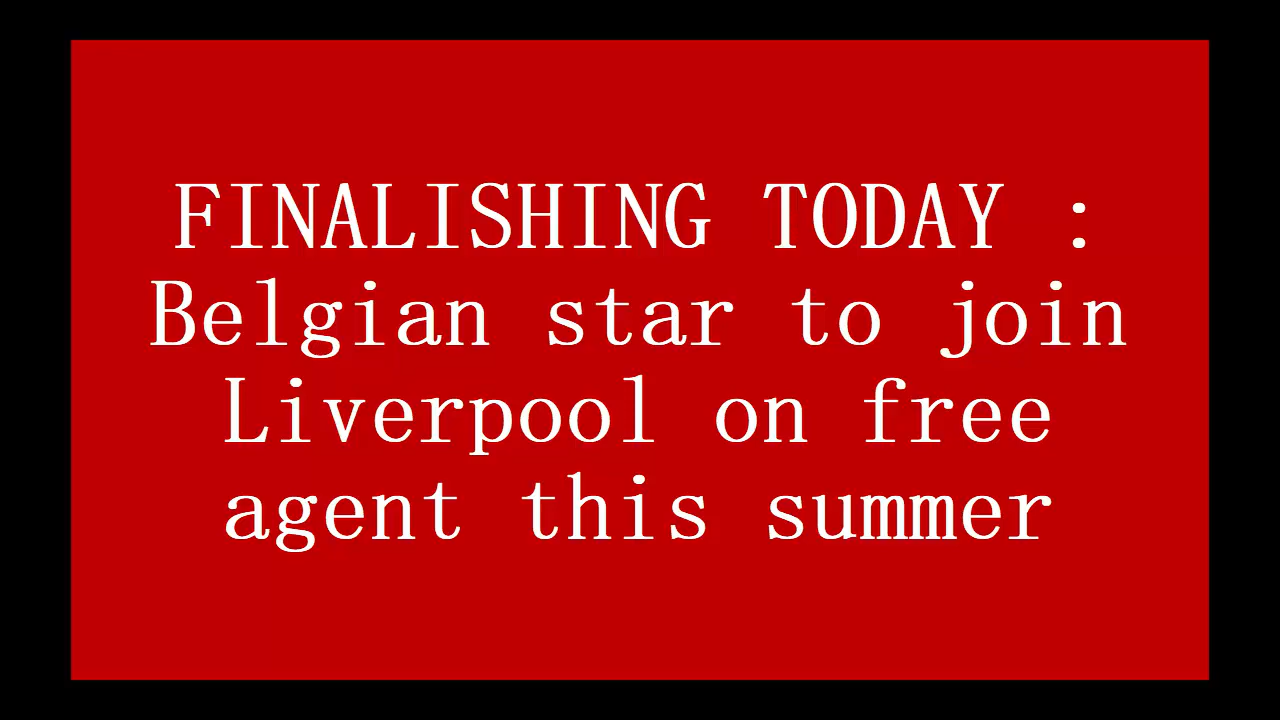 FINALISHING TODAY :
Belgian star to join
Liverpool on free
agent this summer